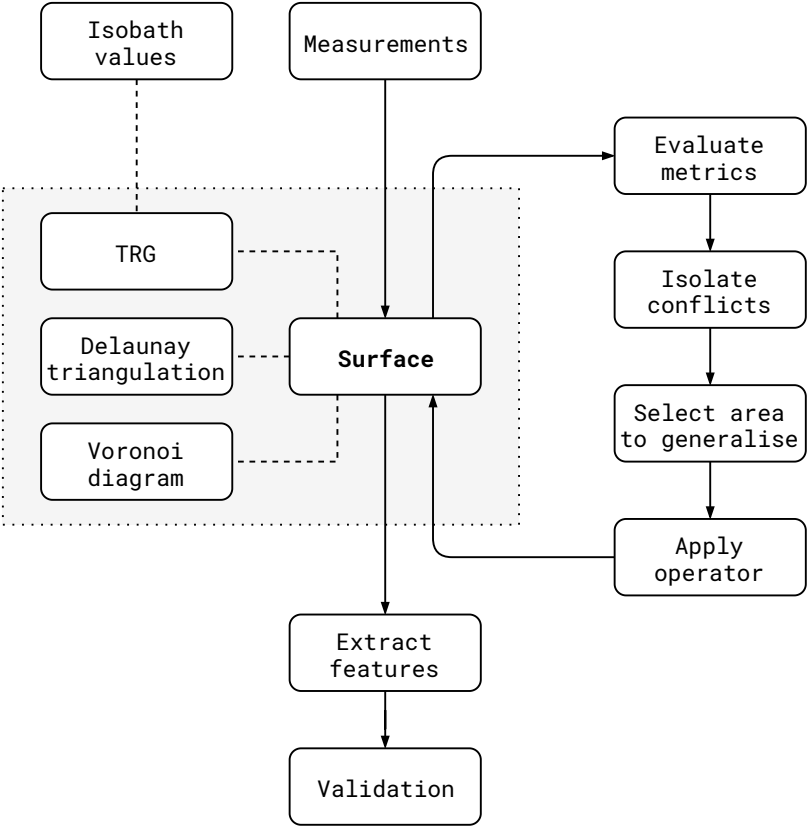 Isobath
values
Measurements
Evaluate
metrics
TRG
Isolate
conflicts
Delaunay
triangulation
Surface
Select area
to generalise
Voronoi
diagram
Apply
operator
Extract
features
Validation